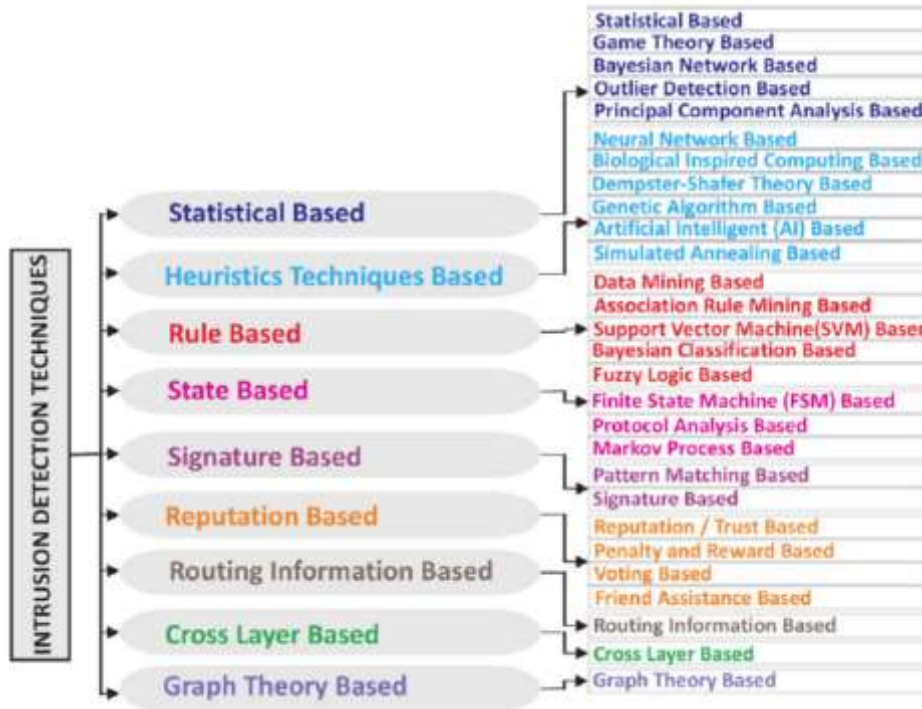 INTRUSION DETECTION TECHNIQUES
Statistical Based
Heuristics Techniques Based
Rule Based
State Based
Signature Based
Reputation Based
Routing Information Based
Cross Layer Based
Graph Theory Based
Statistical Based
Game Theory Based
Bayesian Network Based
Outlier Detection Based
Principal Component Analysis Based
Neural Network Based
Biological Inspired Computing Based
Dempster-Shafer Theory Based
Genetic Algorithm Based
Artificial Intelligent (AI) Based
Simulated Annealing Based
Data Mining Based
Association Rule Mining Based
Support Vector Machine(SVM) Based
Bayesian Classification Based
Fuzzy Logic Based
Finite State Machine (FSM) Based
Protocol Analysis Based
Markov Process Based
Pattern Matching Based
Signature Based
Reputation / Trust Based
Penalty and Reward Based
Voting Based
Friend Assistance Based
Routing Information Based
Cross Layer Based
Graph Theory Based